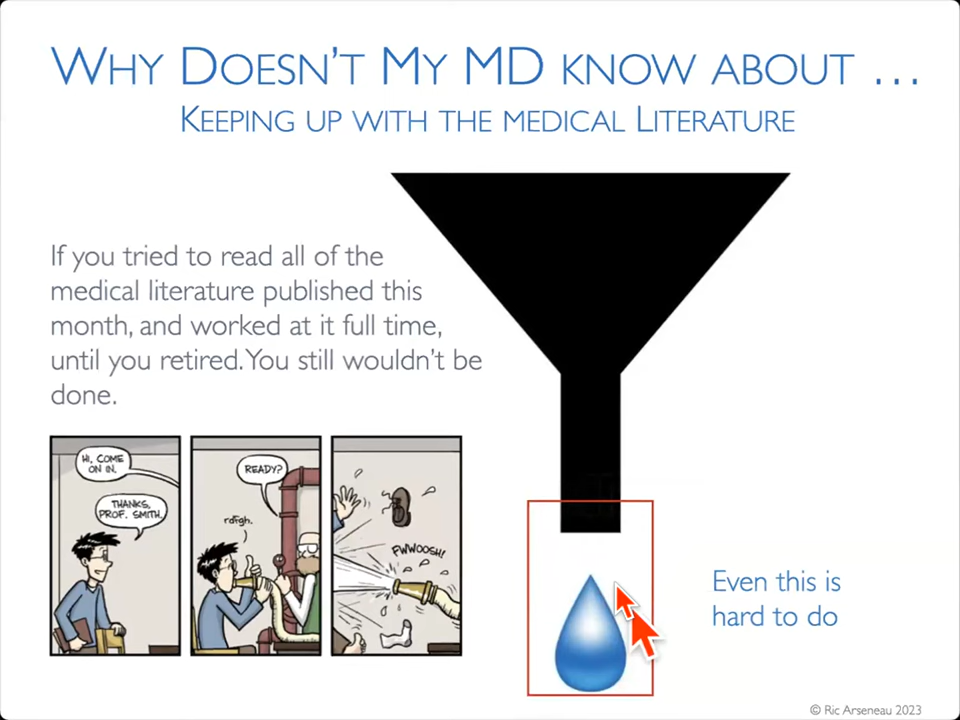 WHY DOESN'T MY MD KNOW ABOUT ...
KEEPING UP WITH THE MEDICAL LITERATURE
If you tried to read all of the
medical literature published this
month, and worked at it full time,
until you retired. You still wouldn't be
done.
HI, COME
ON IN.
THANKS,
PROF. SMITH.
READY?
FWWOOSH!
Even this is
hard to do
© Ric Arseneau 2023